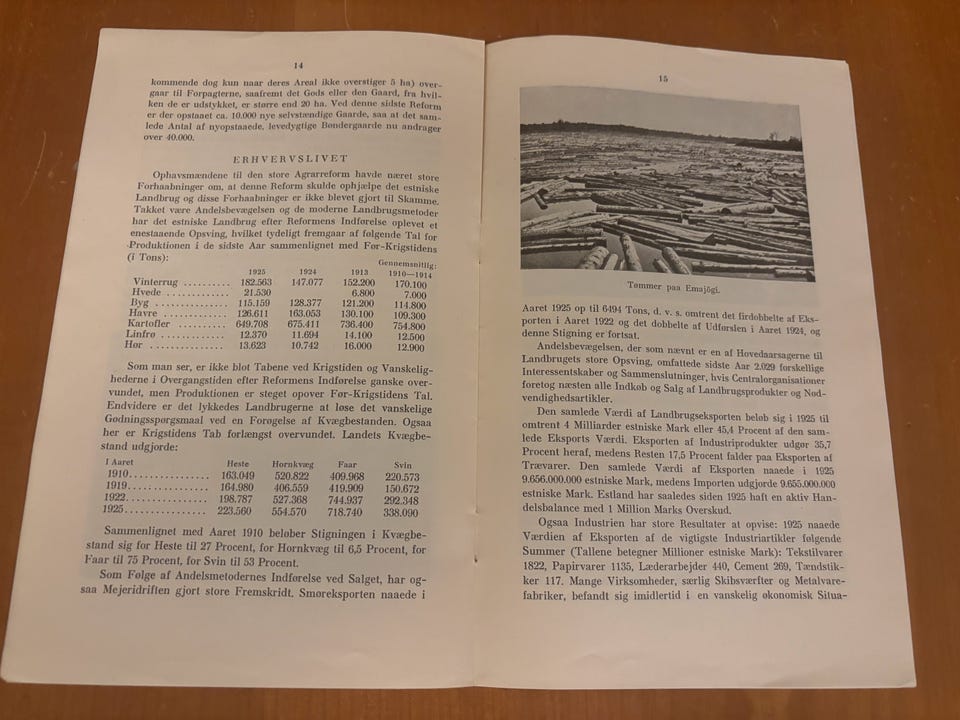 14
kommende dog kun naar deres Areal ikke overstiger 5 ha) over-
gaar til Forpagterne, saafremt det Gods eller den Gaard, fra hvil-
ken de er udstykket, er større end 20 ha. Ved denne sidste Reform
er der opstaaet ca. 10.000 nye selvstændige Gaarde, saa at det sam-
lede Antal af nyopstaaede, levedygtige Bøndergaarde nu andrager
over 40.000.
ERHVERVSLIVET
Ophavsmændene til den store Agrarreform havde næret store
Forhaabninger om, at denne Reform skulde ophjælpe det estniske
Landbrug og disse Forhaabninger er ikke blevet gjort til Skamme.
Takket være Andelsbevægelsen og de moderne Landbrugsmetoder
har det estniske Landbrug efter Reformens Indførelse oplevet et
enestaaende Opsving, hvilket tydeligt fremgaar af følgende Tal for
Produktionen i de sidste Aar sammenlignet med Før-Krigstidens
(i Tons):
Gennemsnitlig:
1925 1924 1913 1910—1914
Vinterrug .......... 182.563 147.077 152.200 170.100
Hvede ............. 21.530 6.800 7.000
Byg ............... 115.159 128.377 121.200 114.800
Havre ............. 126.611 163.053 130.100 109.300
Kartofler .......... 649.708 675.411 736.400 754.800
Linfrø ............. 12.370 11.694 14.100 12.500
Hør ............... 13.623 10.742 16.000 12.900
Som man ser, er ikke blot Tabene ved Krigstiden og Vanskelig-
hederne i Overgangstiden efter Reformens Indførelse ganske over-
vundet, men Produktionen er steget opover Før-Krigstidens Tal.
Endvidere er det lykkedes Landbrugerne at løse det vanskelige
Gødningsspørgsmaal ved en Forøgelse af Kvægbestanden. Ogsaa
her er Krigstidens Tab forlængst overvundet. Landets Kvægbe-
stand udgjorde:
I Aaret Heste Hornkvæg Faar Svin
1910................ 163.049 520.822 409.968 220.573
1919................ 164.980 406.559 419.909 150.672
1922................ 198.787 527.368 744.937 292.348
1925................ 223.560 554.570 718.740 338.090
Sammenlignet med Aaret 1910 beløber Stigningen i Kvægbe-
stand sig for Heste til 27 Procent, for Hornkvæg til 6,5 Procent, for
Faar til 75 Procent, for Svin til 53 Procent.
Som Følge af Andelsmetodernes Indførelse ved Salget, har og-
saa Mejeridriften gjort store Fremskridt. Smøreksporten naaede i
15
Tømmer paa Emajõgi.
Aaret 1925 op til 6494 Tons, d. v. s. omtrent det firdobbelte af Eks-
porten i Aaret 1922 og det dobbelte af Udførslen i Aaret 1924, og
denne Stigning er fortsat.
Andelsbevægelsen, der som nævnt er en af Hovedaarsagerne til
Landbrugets store Opsving, omfattede sidste Aar 2.029 forskellige
Interessentskaber og Sammenslutninger, hvis Centralorganisationer
foretog næsten alle Indkøb og Salg af Landbrugsprodukter og Nød-
vendighedsartikler.
Den samlede Værdi af Landbrugseksporten beløb sig i 1925 til
omtrent 4 Milliarder estniske Mark eller 45,4 Procent af den sam-
lede Eksports Værdi. Eksporten af Industriprodukter udgør 35,7
Procent heraf, medens Resten 17,5 Procent falder paa Eksporten af
Trævarer. Den samlede Værdi af Eksporten naaede i 1925
9.656.000.000 estniske Mark, medens Importen udgjorde 9.655.000.000
estniske Mark. Estland har saaledes siden 1925 haft en aktiv Han-
delsbalance med 1 Million Marks Overskud.
Ogsaa Industrien har store Resultater at opvise: 1925 naaede
Værdien af Eksporten af de vigtigste Industriartikler følgende
Summer (Tallene betegner Millioner estniske Mark): Tekstilvarer
1822, Papirvarer 1135, Læderarbejder 440, Cement 269, Tændstik-
ker 117. Mange Virksomheder, særlig Skibsværfter og Metalvare-
fabriker, befandt sig imidlertid i en vanskelig økonomisk Situa-